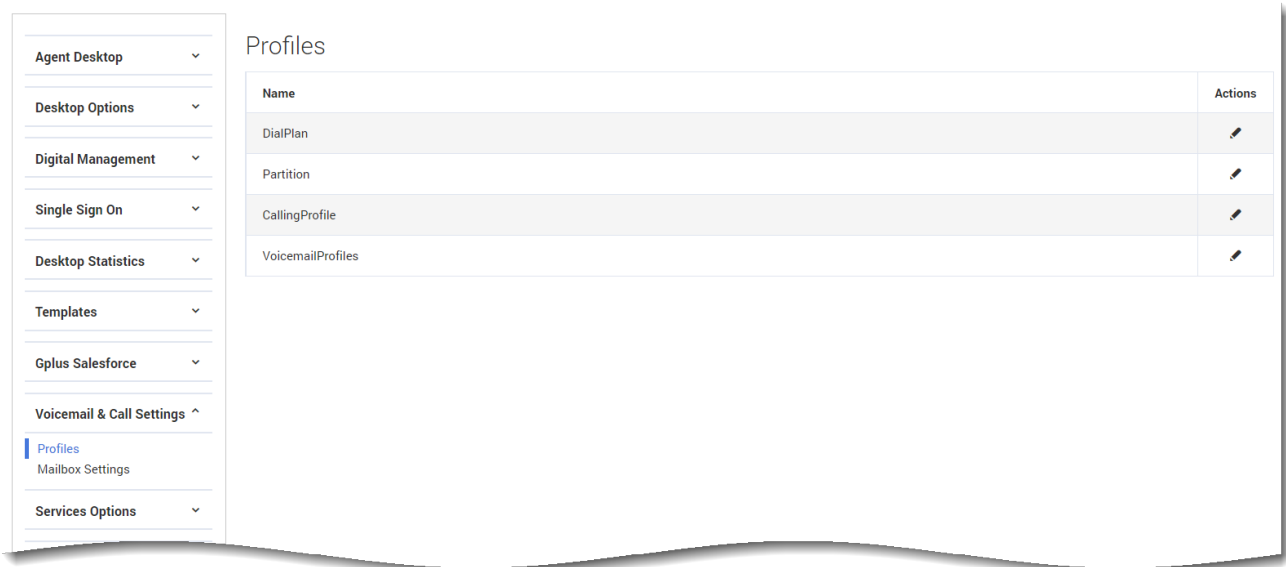 Agent Desktop
Desktop Options
Digital Management
Single Sign On
Desktop Statistics
Templates
Gplus Salesforce
Voicemail & Call Settings
Profiles
Mailbox Settings
Services Options
Profiles
Name Actions
DialPlan
Partition
CallingProfile
VoicemailProfiles